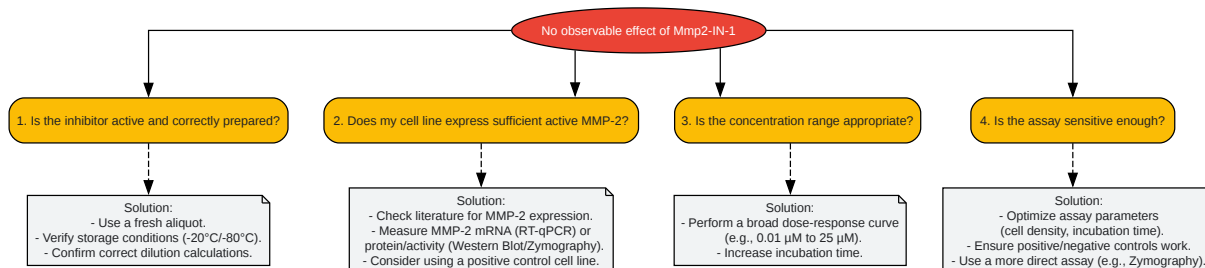 No observable effect of Mmp2-IN-1
1. Is the inhibitor active and correctly prepared?
2. Does my cell line express sufficient active MMP-2?
3. Is the concentration range appropriate?
4. Is the assay sensitive enough?
Solution:
- Use a fresh aliquot.
- Verify storage conditions (-20°C/-80°C).
- Confirm correct dilution calculations.
Solution:
- Check literature for MMP-2 expression.
- Measure MMP-2 mRNA (RT-qPCR) or
protein/activity (Western Blot/Zymography).
- Consider using a positive control cell line.
Solution:
- Perform a broad dose-response curve
(e.g., 0.01 µM to 25 µM).
- Increase incubation time.
Solution:
- Optimize assay parameters
(cell density, incubation time).
- Ensure positive/negative controls work.
- Use a more direct assay (e.g., Zymography).